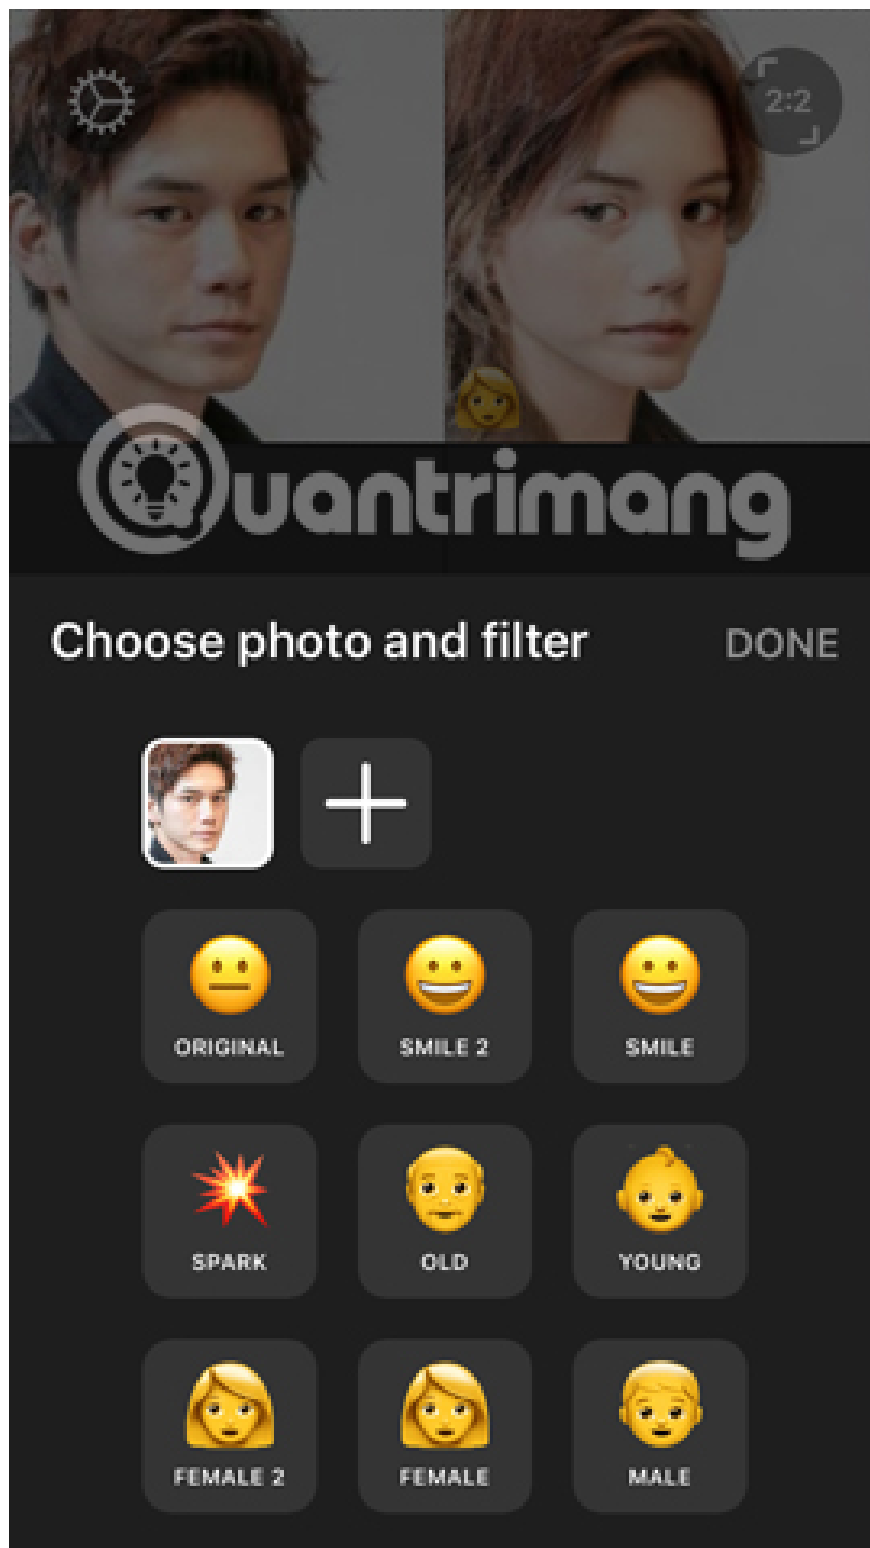 2:2
Quantrimang
Choose photo and filter
DONE
ORIGINAL
SMILE 2
SMILE
SPARK
OLD
YOUNG
FEMALE 2
FEMALE
MALE